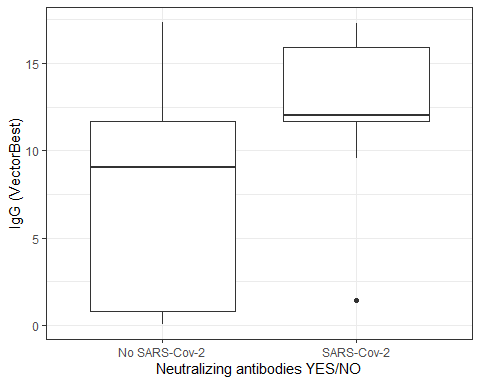 IgG (VectorBest)
15
10
5
0
No SARS-Cov-2 SARS-Cov-2
Neutralizing antibodies YES/NO